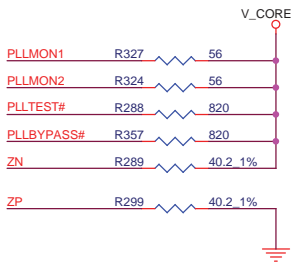 V_CORE
PLLMON1 R327 56
PLLMON2 R324 56
PLLTEST# R288 820
PLLBYPASS# R357 820
ZN R289 40.2_1%
ZP R299 40.2_1%